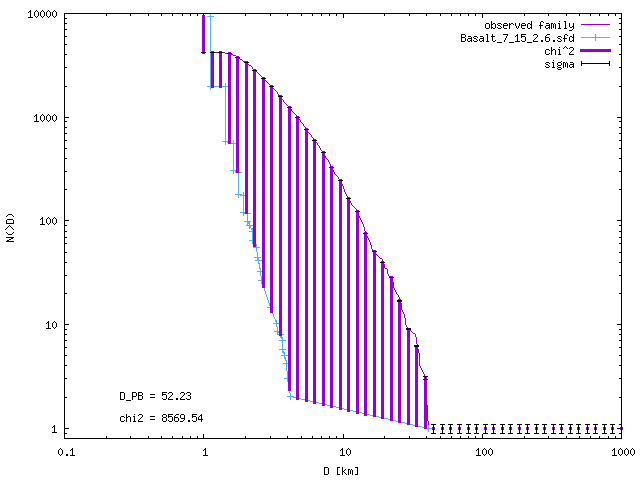 10000
1000
100
10
1
N(>D)
observed family
Basalt_7_15_2.6.sfd
chi^2
sigma
D_PB = 52.23
chi2 = 8569.54
0.1 1 10 100 1000
D [km]